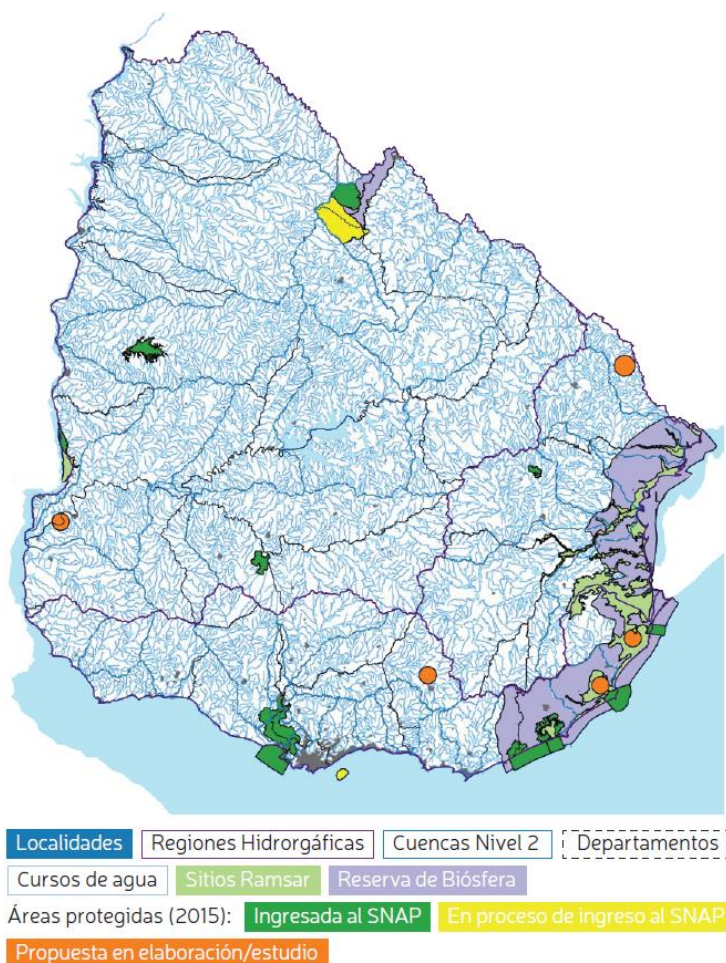 Localidades Regiones Hidrorgáficas Cuencas Nivel 2 Departamentos
Cursos de agua Sitios Ramsar Reserva de Biósfera
Áreas protegidas (2015): Ingresada al SNAP En proceso de ingreso al SNAP
Propuesta en elaboración/estudio